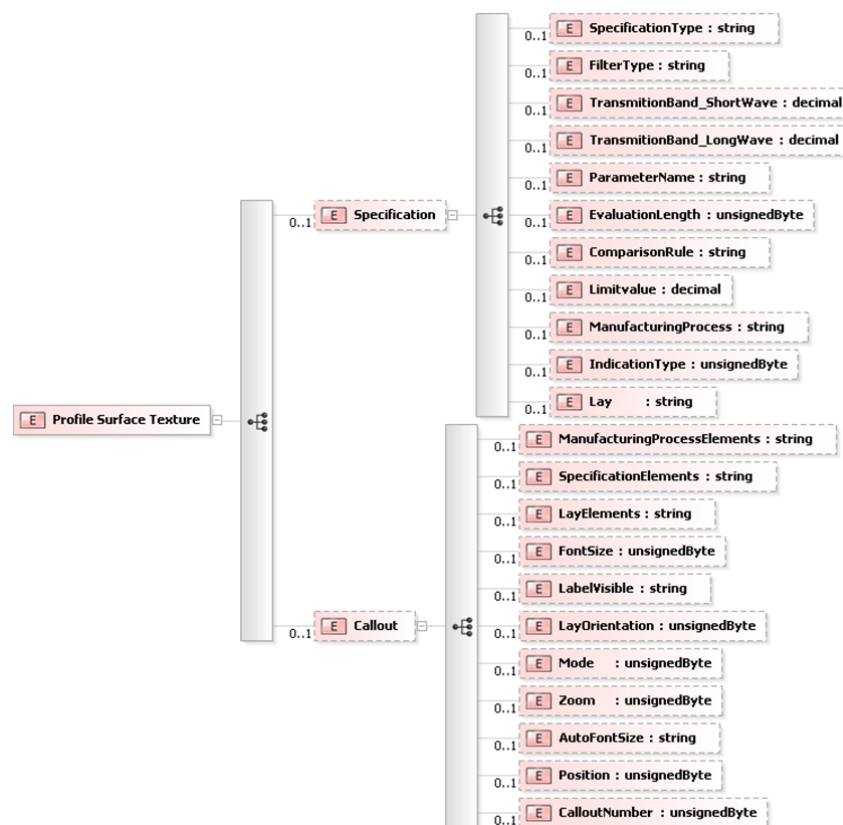 0..1 E SpecificationType : string
0..1 E FilterType : string
0..1 E TransmitionBand_ShortWave : decimal
0..1 E TransmitionBand_LongWave : decimal
0..1 E ParameterName : string
0..1 E Specification
0..1 E EvaluationLength : unsignedByte
0..1 E ComparisonRule : string
0..1 E Limitvalue : decimal
0..1 E ManufacturingProcess : string
0..1 E IndicationType : unsignedByte
0..1 E Lay : string
E Profile Surface Texture
0..1 E ManufacturingProcessElements : string
0..1 E SpecificationElements : string
0..1 E LayElements : string
0..1 E FontSize : unsignedByte
0..1 E LabelVisible : string
0..1 E Callout
0..1 E LayOrientation : unsignedByte
0..1 E Mode : unsignedByte
0..1 E Zoom : unsignedByte
0..1 E AutoFontSize : string
0..1 E Position : unsignedByte
0..1 E CalloutNumber : unsignedByte